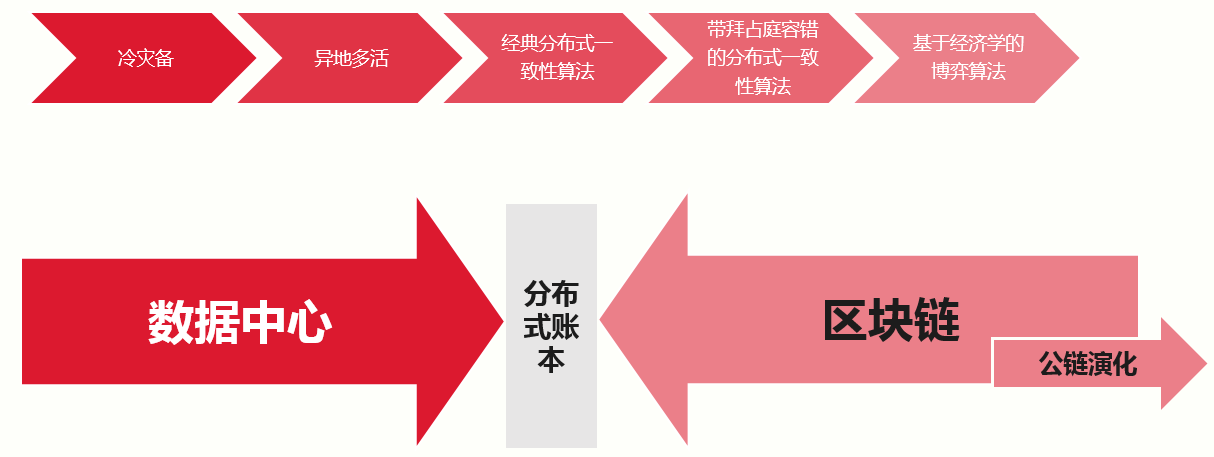 冷灾备
异地多活
经典分布式一
致性算法
带拜占庭容错
的分布式一致
性算法
基于经济学的
博弈算法
数据中心
分布
式账
本
区块链
公链演化